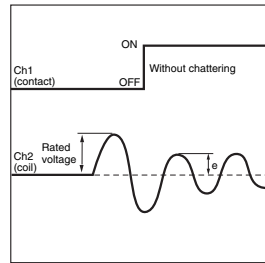 ON
Ch1
(contact)
OFF
Without chattering
Rated
voltage
Ch2
(coil)
e